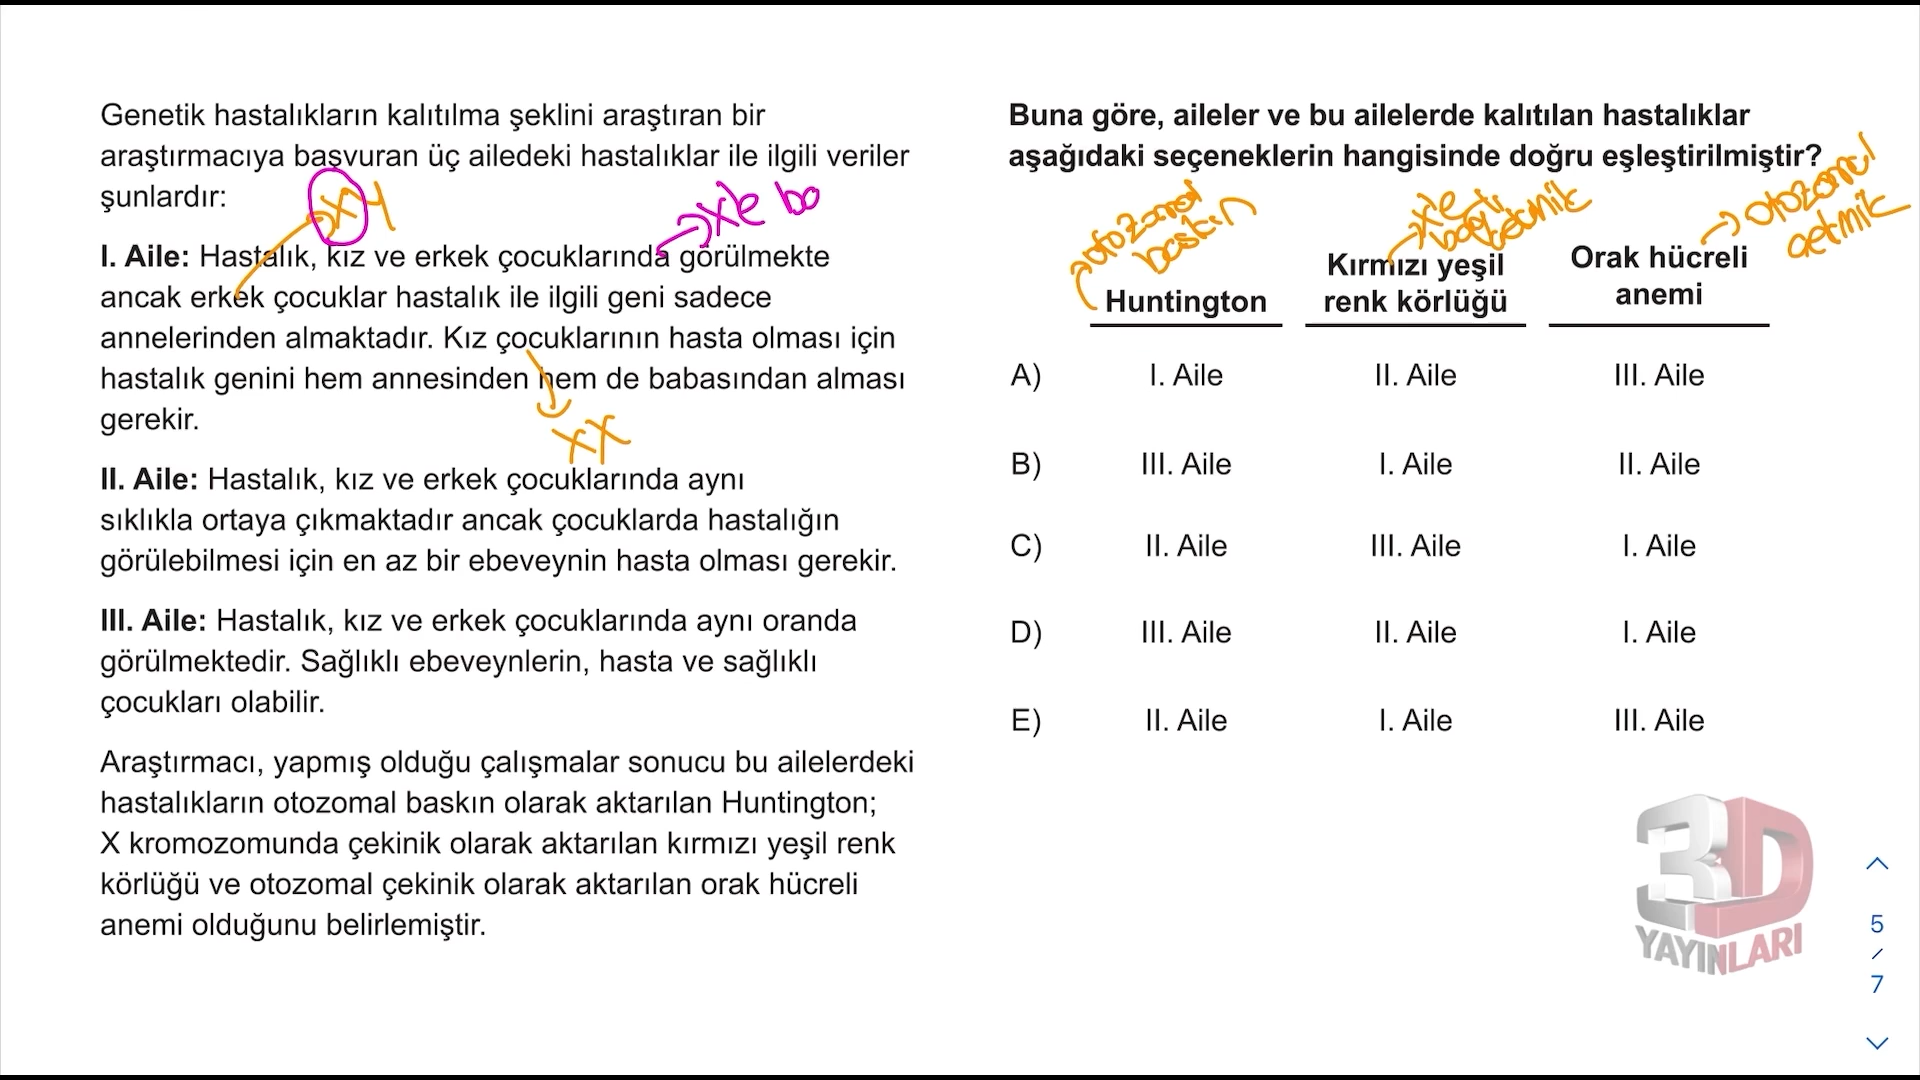 Genetik hastalıkların kalıtılma şeklini araştıran bir
araştırmacıya başvuran üç ailedeki hastalıklar ile ilgili veriler
şunlardır:
XY
X'e ba
I. Aile: Hastalık, kız ve erkek çocuklarında görülmekte
ancak erkek çocuklar hastalık ile ilgili geni sadece
annelerinden almaktadır. Kız çocuklarının hasta olması için
hastalık genini hem annesinden hem de babasından alması
gerekir.
XX
II. Aile: Hastalık, kız ve erkek çocuklarında aynı
sıklıkla ortaya çıkmaktadır ancak çocuklarda hastalığın
görülebilmesi için en az bir ebeveynin hasta olması gerekir.
III. Aile: Hastalık, kız ve erkek çocuklarında aynı oranda
görülmektedir. Sağlıklı ebeveynlerin, hasta ve sağlıklı
çocukları olabilir.
Araştırmacı, yapmış olduğu çalışmalar sonucu bu ailelerdeki
hastalıkların otozomal baskın olarak aktarılan Huntington;
X kromozomunda çekinik olarak aktarılan kırmızı yeşil renk
körlüğü ve otozomal çekinik olarak aktarılan orak hücreli
anemi olduğunu belirlemiştir.
Buna göre, aileler ve bu ailelerde kalıtılan hastalıklar
aşağıdaki seçeneklerin hangisinde doğru eşleştirilmiştir?
otozomal
baskın
X'e
bağlı
çekinik
otozomal
çekinik
Huntington
Kırmızı yeşil
renk körlüğü
Orak hücreli
anemi
A) I. Aile II. Aile III. Aile
B) III. Aile I. Aile II. Aile
C) II. Aile III. Aile I. Aile
D) III. Aile II. Aile I. Aile
E) II. Aile I. Aile III. Aile
3D
YAYINLARI
5
/
7